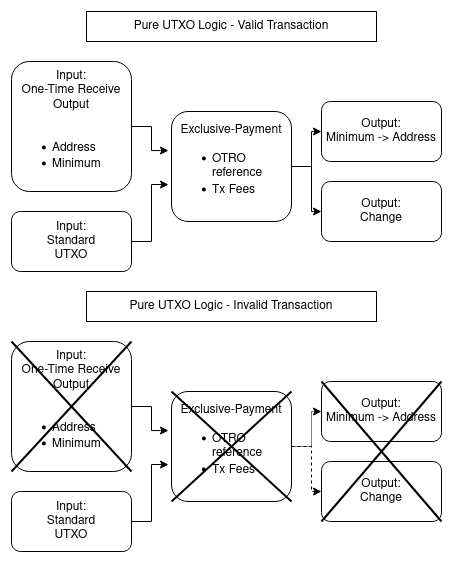 Pure UTXO Logic - Valid Transaction
Input:
One-Time Receive
Output
• Address
• Minimum
Exclusive-Payment
• OTRO
reference
• Tx Fees
Output:
Minimum -> Address
Output:
Change
Input:
Standard
UTXO
Pure UTXO Logic - Invalid Transaction
Input:
One-Time Receive
Output
• Address
• Minimum
Exclusive-Payment
• OTRO
reference
• Tx Fees
Output:
Minimum -> Address
Output:
Change
Input:
Standard
UTXO